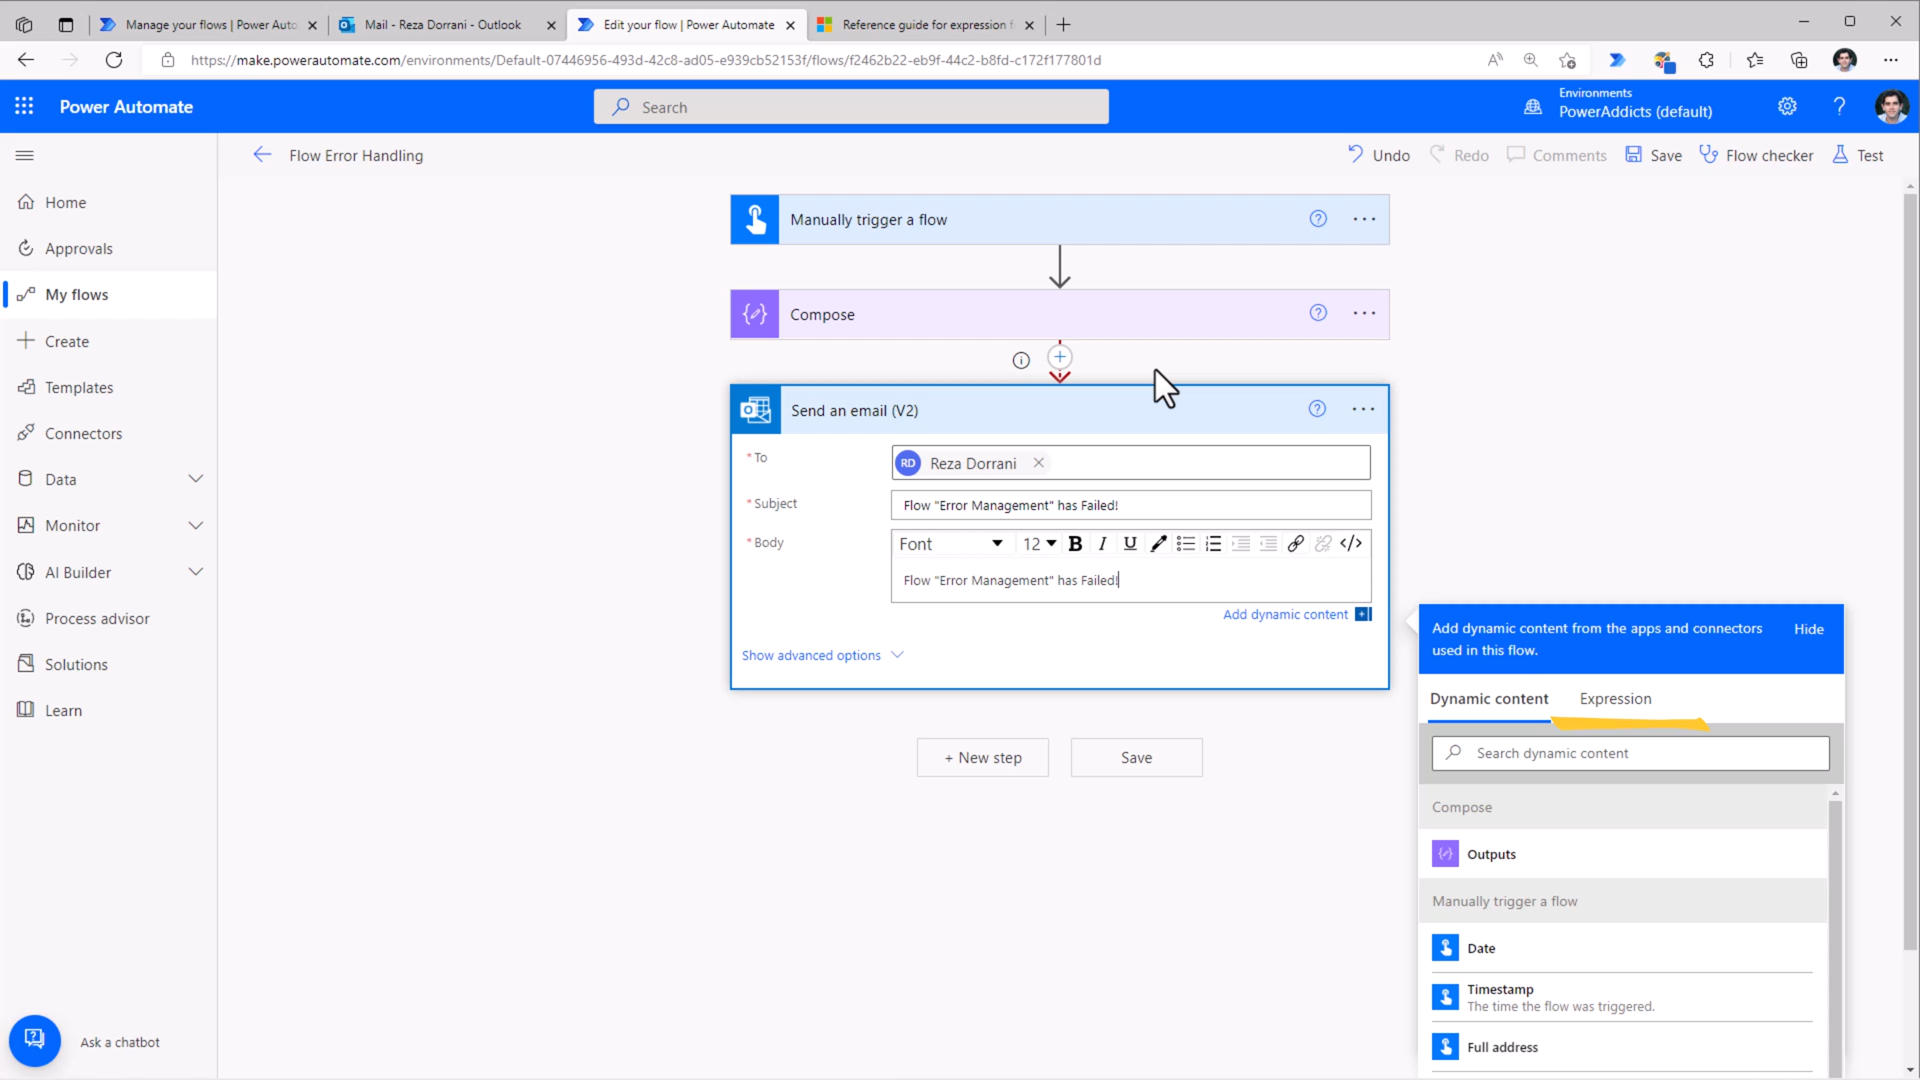 Manage your flows | Power Auto
Mail - Reza Dorrani - Outlook
Edit your flow | Power Automate
Reference guide for expression f
https://make.powerautomate.com/environments/Default-07446956-493d-42c8-ad05-e939cb52153f/flows/f2462b22-eb9f-44c2-b8fd-c172f177801d
Power Automate
Search
Environments
PowerAddicts (default)
Flow Error Handling
Undo
Redo
Comments
Save
Flow checker
Test
Home
Approvals
My flows
Create
Templates
Connectors
Data
Monitor
AI Builder
Process advisor
Solutions
Learn
Ask a chatbot
Manually trigger a flow
Compose
Send an email (V2)
* To
RD Reza Dorrani
* Subject
Flow "Error Management" has Failed!
* Body
Font 12 B I U </>
Flow "Error Management" has Failed!
Add dynamic content
Show advanced options
+ New step
Save
Add dynamic content from the apps and connectors
used in this flow.
Hide
Dynamic content
Expression
Search dynamic content
Compose
Outputs
Manually trigger a flow
Date
Timestamp
The time the flow was triggered.
Full address